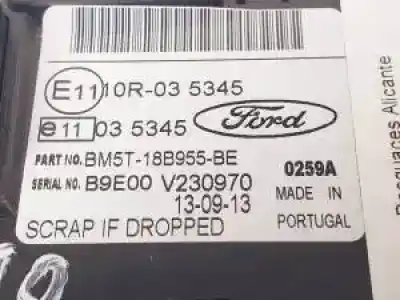 E11 10R-03 5345
e 11 03 5345
Ford
PART NO. BM5T-18B955-BE
SERIAL NO. B9E00 V230970
0259A
13-09-13
MADE IN
PORTUGAL
SCRAP IF DROPPED
Desguaces Alicante